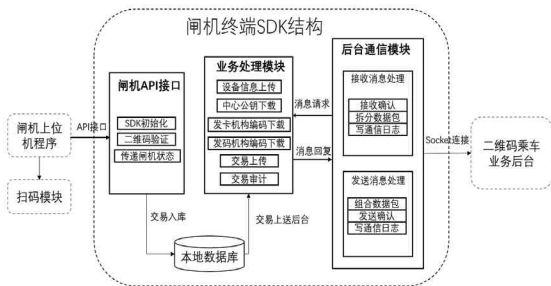 闸机终端SDK结构
闸机上位
机程序
扫码模块
API接口
闸机API接口
SDK初始化
二维码验证
传递闸机状态
业务处理模块
设备信息上传
中心公钥下载
发卡机构编码下载
发码机构编码下载
交易上传
交易审计
消息请求
消息回复
后台通信模块
接收消息处理
接收确认
拆分数据包
写通信日志
发送消息处理
组合数据包
发送确认
写通信日志
Socket连接
二维码乘车
业务后台
交易入库
本地数据库
交易上送后台